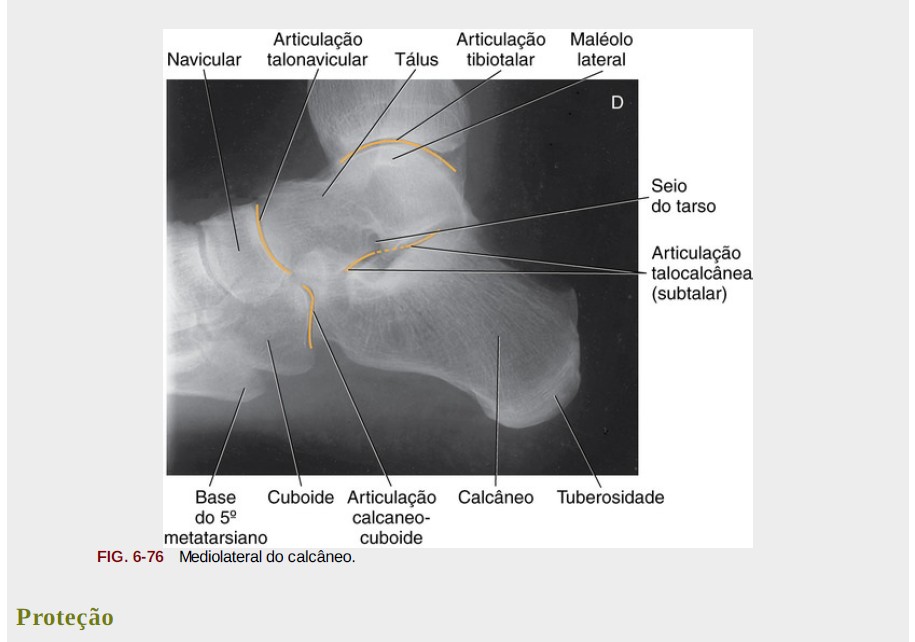 Navicular
Articulação
talonavicular
Tálus
Articulação
tibiotalar
Maléolo
lateral
D
Seio
do tarso
Articulação
talocalcânea
(subtalar)
Base
do 5º
metatarsiano
Cuboide
Articulação
calcaneo-
cuboide
Calcâneo
Tuberosidade
FIG. 6-76 Mediolateral do calcâneo.
Proteção